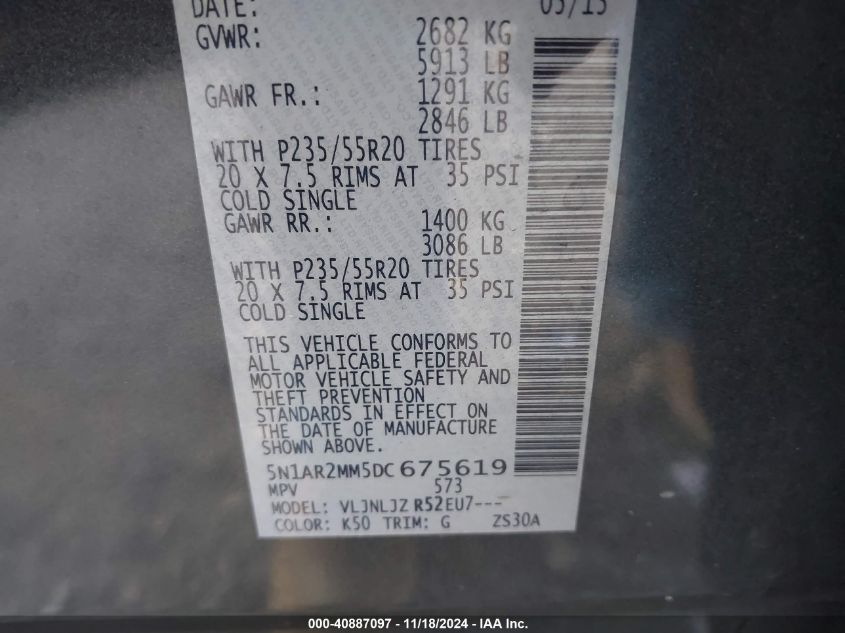 DATE: 05/13
GVWR: 2682 KG
5913 LB
GAWR FR.: 1291 KG
2846 LB
WITH P235/55R20 TIRES
20 X 7.5 RIMS AT 35 PSI
COLD SINGLE
GAWR RR.: 1400 KG
3086 LB
WITH P235/55R20 TIRES
20 X 7.5 RIMS AT 35 PSI
COLD SINGLE
THIS VEHICLE CONFORMS TO
ALL APPLICABLE FEDERAL
MOTOR VEHICLE SAFETY AND
THEFT PREVENTION
STANDARDS IN EFFECT ON
THE DATE OF MANUFACTURE
SHOWN ABOVE.
5N1AR2MM5DC675619
MPV 573
MODEL: VLJNLJZ R52EU7---
COLOR: K50 TRIM: G ZS30A
000-40887097 - 11/18/2024 - IAA Inc.